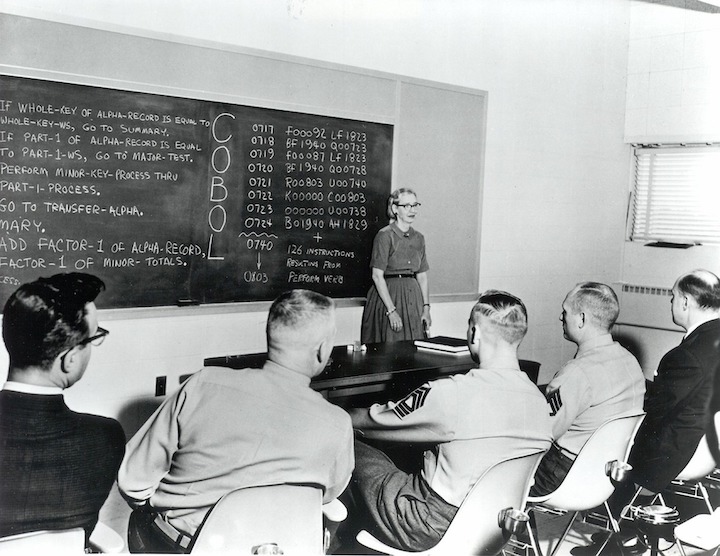 IF WHOLE-KEY OF ALPHA-RECORD IS EQUAL TO
WHOLE-KEY-WS, GO TO SUMMARY.
IF PART-1 OF ALPHA-RECORD IS EQUAL
TO PART-1-WS, GO TO MAJOR-TEST.
PERFORM MINOR-KEY-PROCESS THRU
PART-1-PROCESS.
GO TO TRANSFER-ALPHA.
MARY.
ADD FACTOR-1 OF ALPHA-RECORD,
FACTOR-1 OF MINOR-TOTALS.
COBOL
0717 f00092 LF1823
0718 BF1940 Q00723
0719 f00087 LF1823
0720 BF1940 Q00728
0721 R00803 U00740
0722 K00000 C00803
0723 000000 U00738
0724 B01940 AH1829
0740 +
↓ 126 INSTRUCTIONS
RESULTING FROM
0803 PERFORM VERB